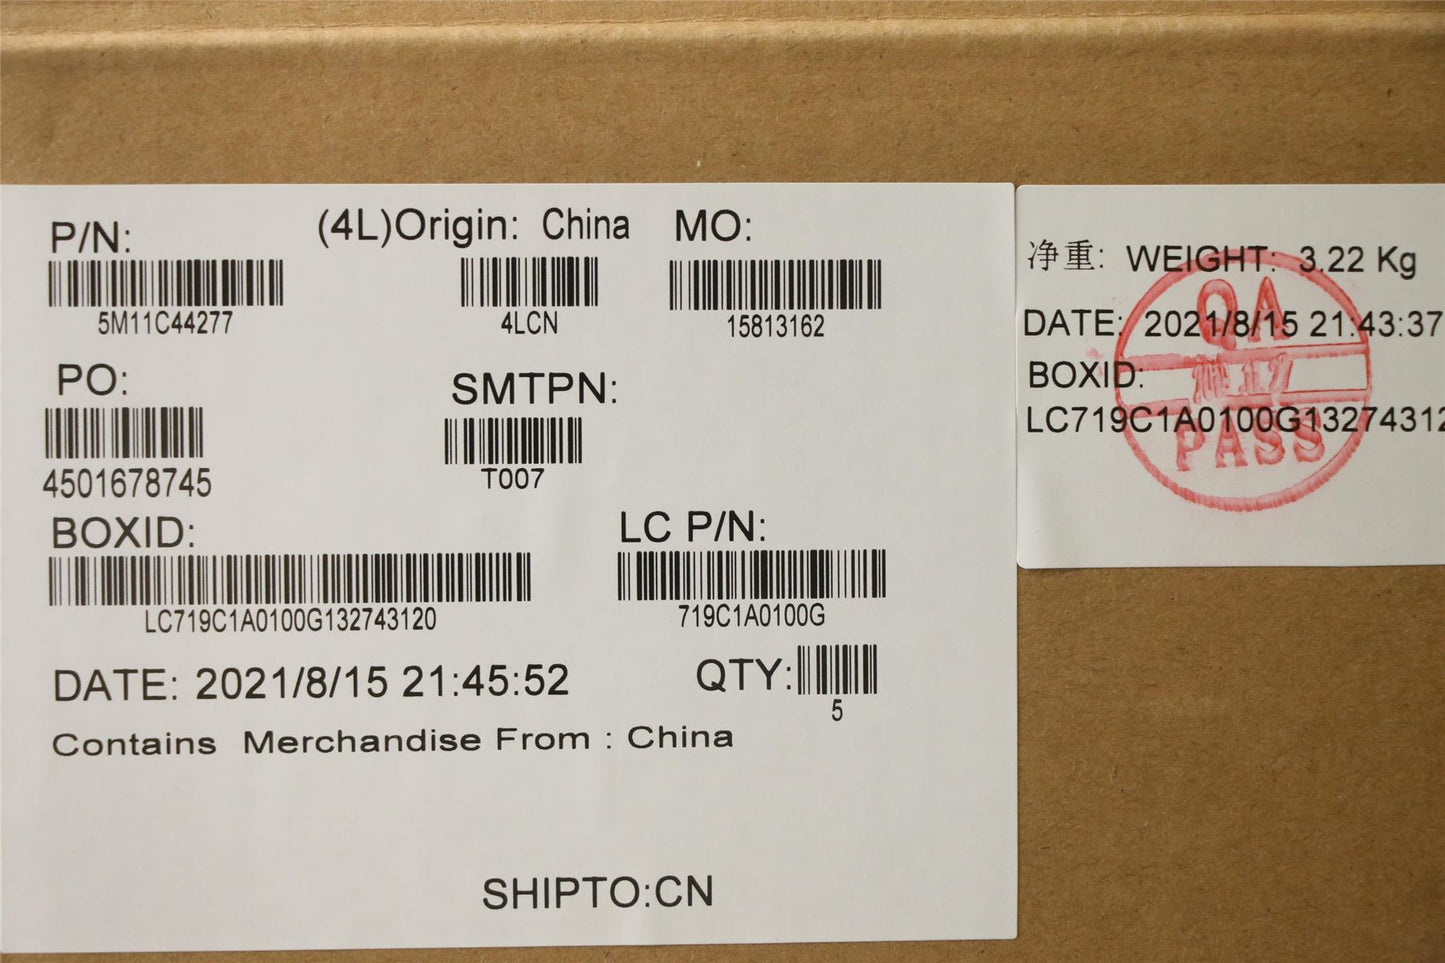 P/N:
5M11C44277
(4L)Origin: China
4LCN
MO:
15813162
PO:
4501678745
SMTPN:
T007
BOXID:
LC719C1A0100G132743120
LC P/N:
719C1A0100G
DATE: 2021/8/15 21:45:52
QTY:
5
Contains Merchandise From : China
SHIPTO:CN
净重: WEIGHT: 3.22 Kg
DATE: 2021/8/15 21:43:37
BOXID:
LC719C1A0100G13274312
QA
PASS